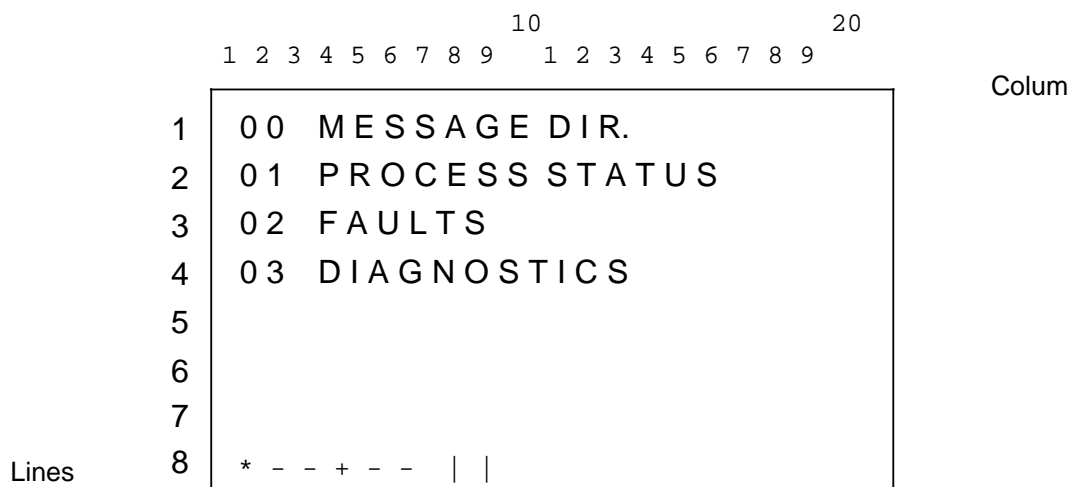 10 20
1 2 3 4 5 6 7 8 9 1 2 3 4 5 6 7 8 9
Colum
1 00 MESSAGE DIR.
2 01 PROCESS STATUS
3 02 FAULTS
4 03 DIAGNOSTICS
5
6
7
Lines 8 * - - + - - | |